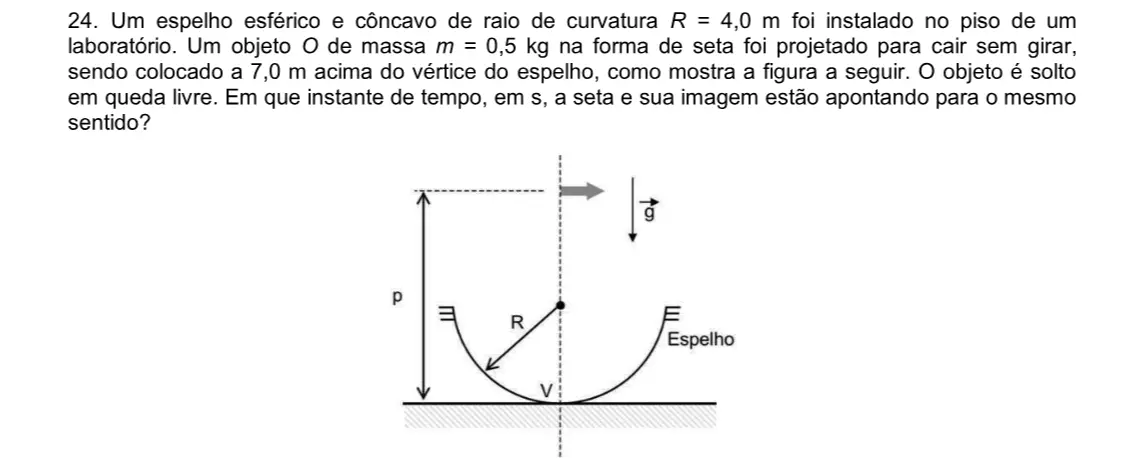 24. Um espelho esférico e côncavo de raio de curvatura R = 4,0 m foi instalado no piso de um
laboratório. Um objeto O de massa m = 0,5 kg na forma de seta foi projetado para cair sem girar,
sendo colocado a 7,0 m acima do vértice do espelho, como mostra a figura a seguir. O objeto é solto
em queda livre. Em que instante de tempo, em s, a seta e sua imagem estão apontando para o mesmo
sentido?
g
p
R
Espelho
V